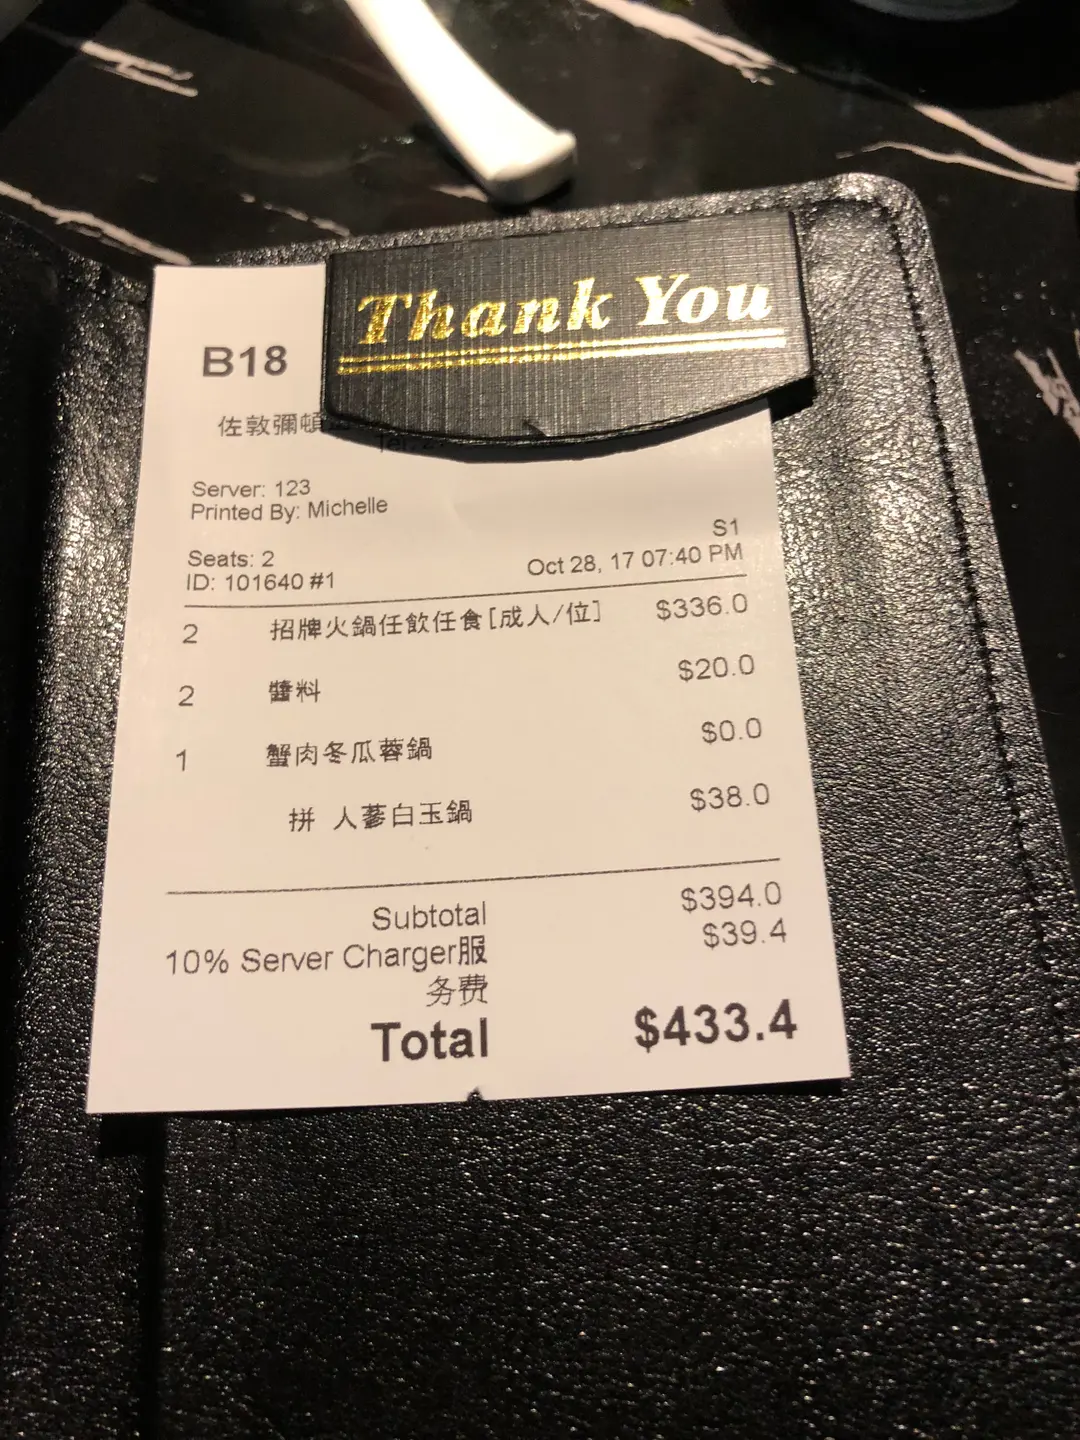 Thank You
B18
佐敦彌頓
Tel:
Server: 123
Printed By: Michelle
S1
Seats: 2
Oct 28, 17 07:40 PM
ID: 101640 #1
2 招牌火鍋任飲任食[成人/位] $336.0
2 醬料 $20.0
1 蟹肉冬瓜蓉鍋 $0.0
拼 人蔘白玉鍋 $38.0
Subtotal $394.0
10% Server Charger服 $39.4
务费
Total $433.4